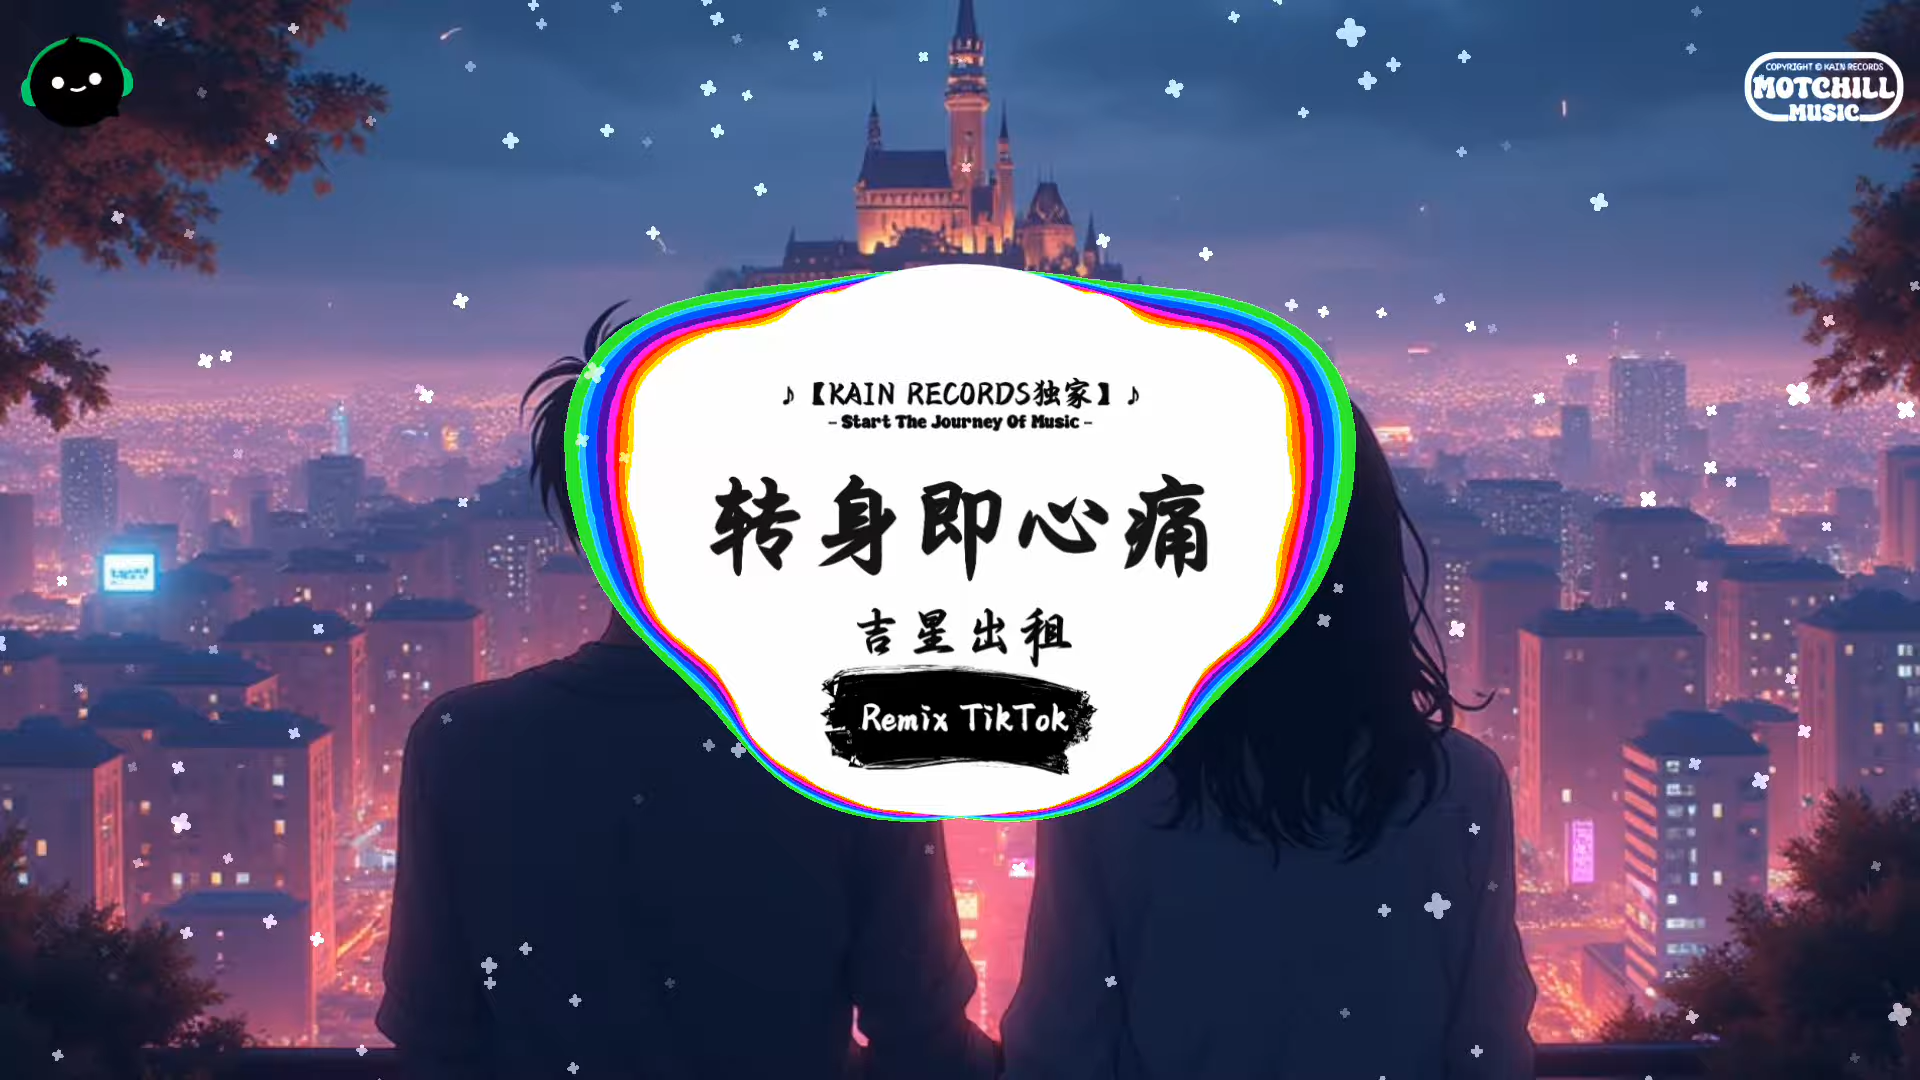 COPYRIGHT © KAIN RECORDS
MOTCHILL
MUSIC
♪【KAIN RECORDS独家】♪
- Start The Journey Of Music -
转身即心痛
吉星出租
Remix TikTok